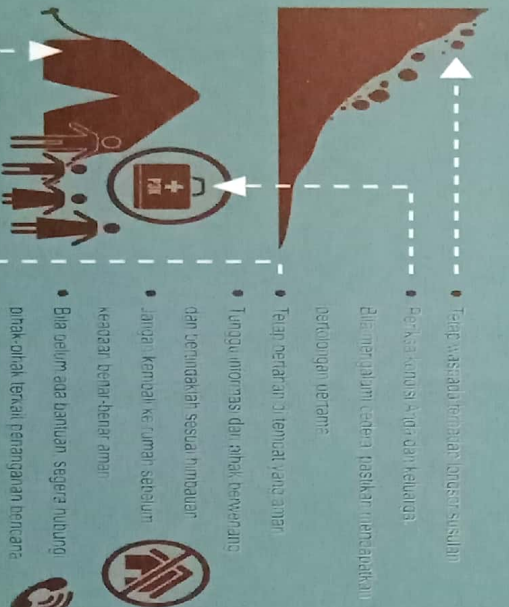 Tetap waspada terhadap longsor susulan
Periksa kondisi Anda dan keluarga.
Bila mengalami cedera, pastikan mendapatkan
pertolongan pertama
Tetap bertahan di tempat yang aman
Tunggu informasi dari pihak berwenang
dan bertindaklah sesuai himbauan
Jangan kembali ke rumah sebelum
keadaan benar-benar aman
Bila belum ada bantuan, segera hubungi
pihak-pihak terkait penanganan bencana
P3K